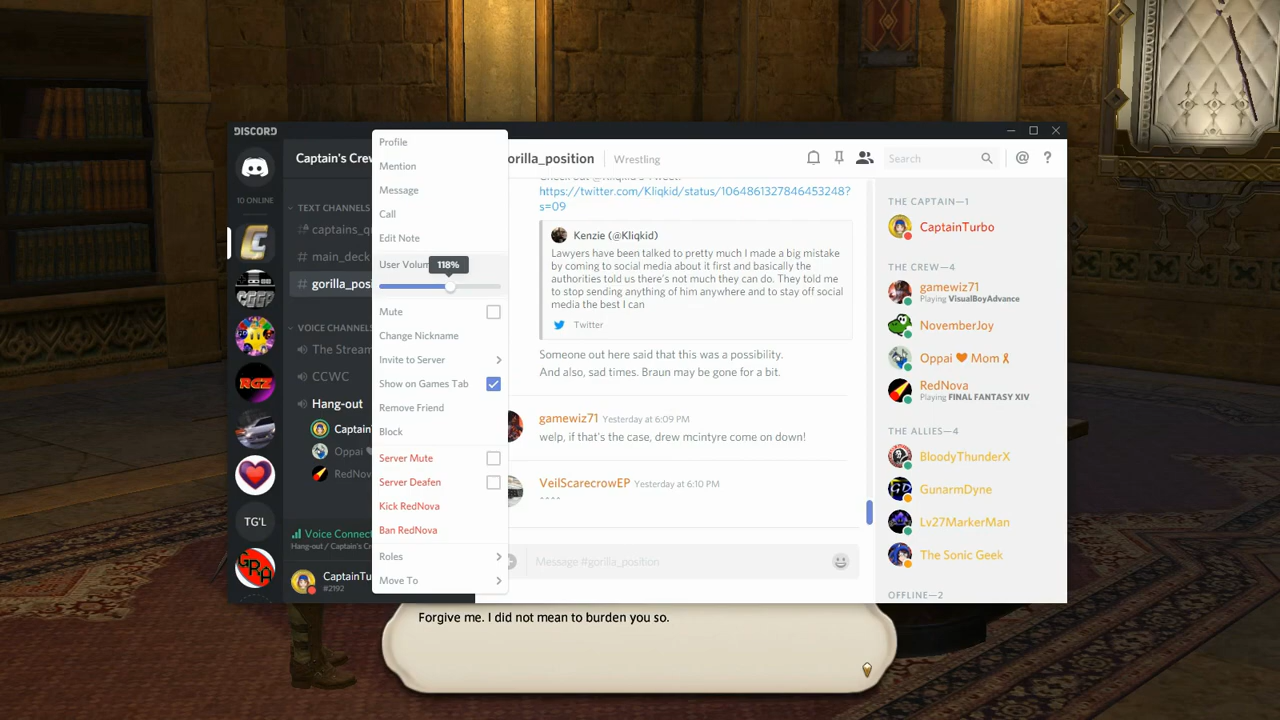 DISCORD
10 ONLINE
TG'L
RGZ
GRA
Captain's Crew
TEXT CHANNELS
captains_qu
main_deck
gorilla_posi
VOICE CHANNELS
The Stream
CCWC
Hang-out
Captain
Oppai
RedNov
Voice Connec
Hang-out / Captain's C
CaptainTu
#2192
Profile
Mention
Message
Call
Edit Note
User Volum
118%
Mute
Change Nickname
Invite to Server
Show on Games Tab
Remove Friend
Block
Server Mute
Server Deafen
Kick RedNova
Ban RedNova
Roles
Move To
orilla_position
Wrestling
Search
Check out @Kliqkid's Tweet:
https://twitter.com/Kliqkid/status/1064861327846453248?
s=09
Kenzie (@Kliqkid)
Lawyers have been talked to pretty much I made a big mistake
by coming to social media about it first and basically the
authorities told us there's not much they can do. They told me
to stop sending anything of him anywhere and to stay off social
media the best I can
Twitter
Someone out here said that this was a possibility.
And also, sad times. Braun may be gone for a bit.
gamewiz71 Yesterday at 6:09 PM
welp, if that's the case, drew mcintyre come on down!
VeilScarecrowEP Yesterday at 6:10 PM
Message #gorilla_position
THE CAPTAIN—1
CaptainTurbo
THE CREW—4
gamewiz71
Playing VisualBoyAdvance
NovemberJoy
Oppai ❤ Mom 🎗
RedNova
Playing FINAL FANTASY XIV
THE ALLIES—4
BloodyThunderX
GunarmDyne
Lv27MarkerMan
The Sonic Geek
OFFLINE—2
Forgive me. I did not mean to burden you so.